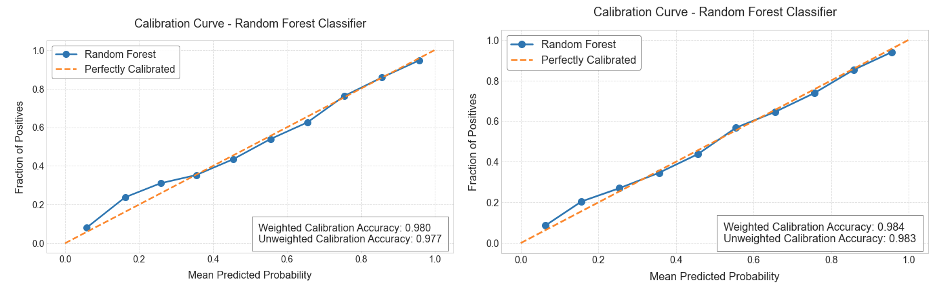 Calibration Curve - Random Forest Classifier
Random Forest
Perfectly Calibrated
Fraction of Positives
1.0
0.8
0.6
0.4
0.2
0.0
Weighted Calibration Accuracy: 0.980
Unweighted Calibration Accuracy: 0.977
0.0 0.2 0.4 0.6 0.8 1.0
Mean Predicted Probability
Calibration Curve - Random Forest Classifier
Random Forest
Perfectly Calibrated
Fraction of Positives
1.0
0.8
0.6
0.4
0.2
0.0
Weighted Calibration Accuracy: 0.984
Unweighted Calibration Accuracy: 0.983
0.0 0.2 0.4 0.6 0.8 1.0
Mean Predicted Probability